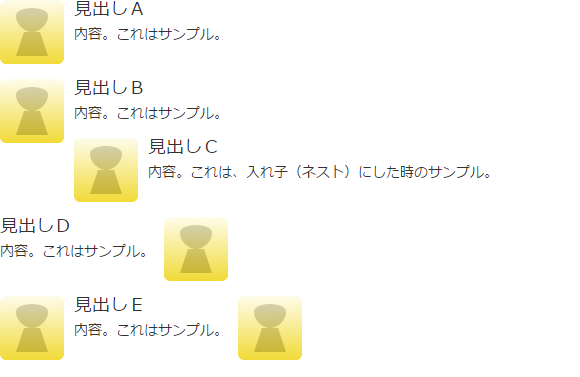 見出しＡ
内容。これはサンプル。
見出しＢ
内容。これはサンプル。
見出しＣ
内容。これは、入れ子（ネスト）にした時のサンプル。
見出しＤ
内容。これはサンプル。
見出しＥ
内容。これはサンプル。